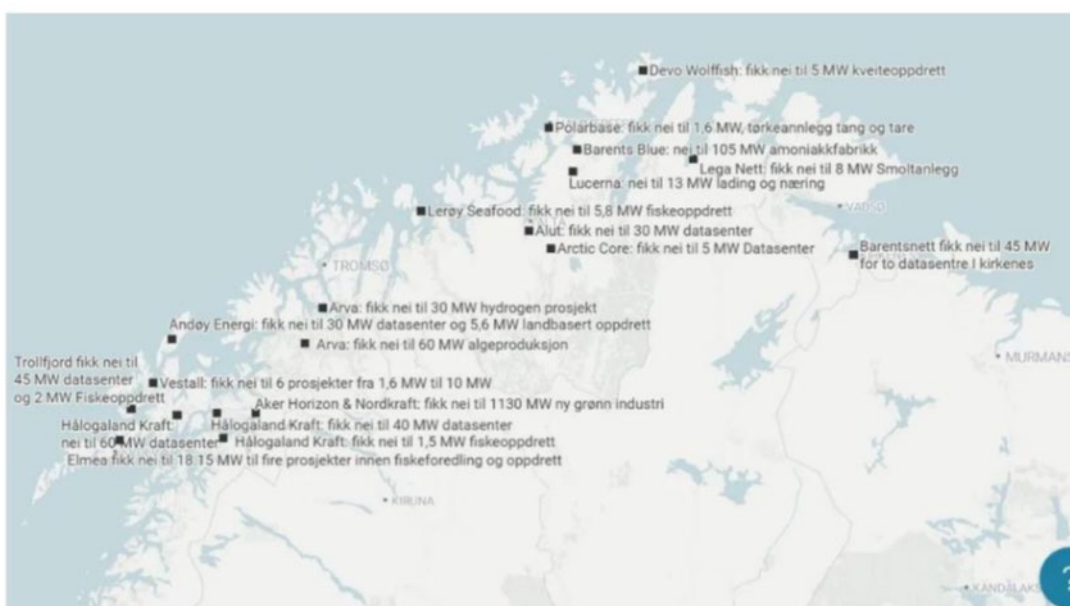 Devo Wolffish: fikk nei til 5 MW kveiteoppdrett
Polarbase: fikk nei til 1,6 MW, tørkeannlegg tang og tare
Barents Blue: nei til 105 MW amoniakkfabrikk
Lega Nett: fikk nei til 8 MW Smoltanlegg
Lucerna: nei til 13 MW lading og næring
VADSØ
Lerøy Seafood: fikk nei til 5,8 MW fiskeoppdrett
Alut: fikk nei til 30 MW datasenter
Arctic Core: fikk nei til 5 MW Datasenter
Barentsnett fikk nei til 45 MW
for to datasentre I kirkenes
TROMSØ
Arva: fikk nei til 30 MW hydrogen prosjekt
Andøy Energi: fikk nei til 30 MW datasenter og 5,6 MW landbasert oppdrett
Arva: fikk nei til 60 MW algeproduksjon
MURMANS
Trollfjord fikk nei til
45 MW datasenter
og 2 MW Fiskeoppdrett
Vestall: fikk nei til 6 prosjekter fra 1,6 MW til 10 MW
Aker Horizon & Nordkraft: fikk nei til 1130 MW ny grønn industri
Hålogaland Kraft:
nei til 60 MW datasenter
Hålogaland Kraft: fikk nei til 40 MW datasenter
Hålogaland Kraft: fikk nei til 1,5 MW fiskeoppdrett
Elmea fikk nei til 18.15 MW til fire prosjekter innen fiskeforedling og oppdrett
KIRUNA
KANDALAKS
?